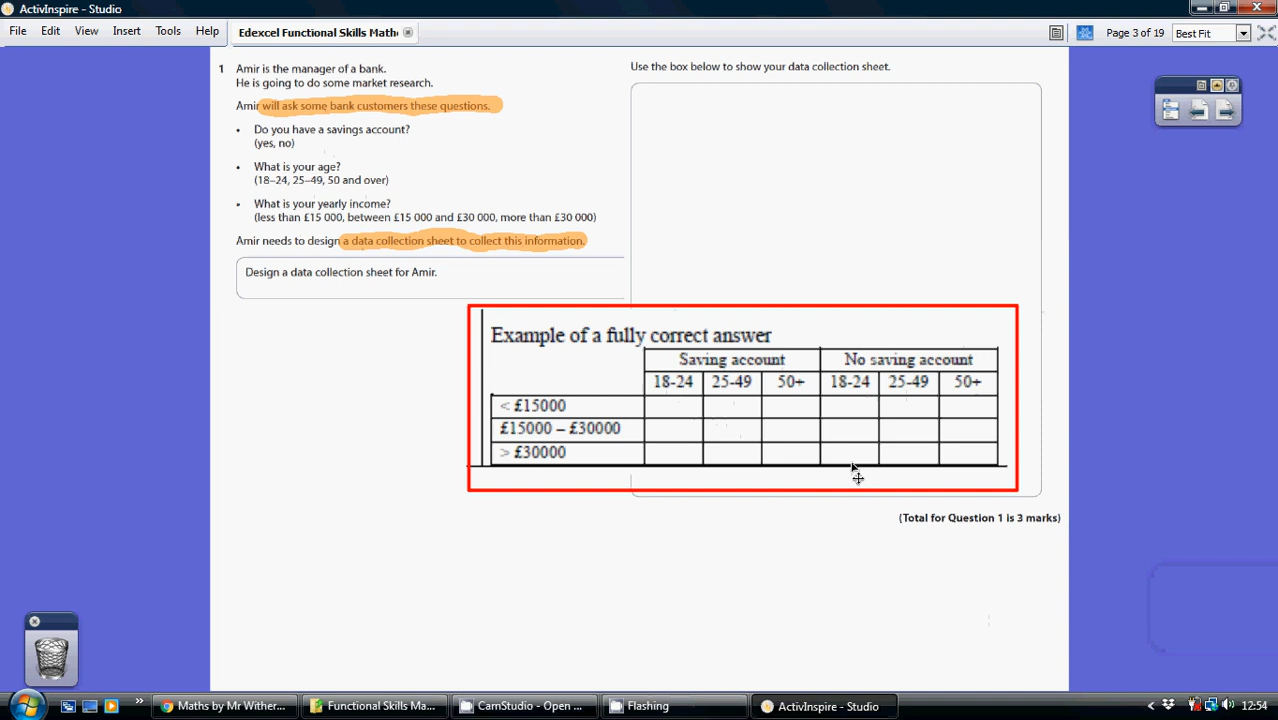 ActivInspire - Studio
File Edit View Insert Tools Help
Edexcel Functional Skills Mathe
Page 3 of 19
Best Fit
1 Amir is the manager of a bank.
He is going to do some market research.
Amir will ask some bank customers these questions.
• Do you have a savings account?
(yes, no)
• What is your age?
(18–24, 25–49, 50 and over)
• What is your yearly income?
(less than £15 000, between £15 000 and £30 000, more than £30 000)
Amir needs to design a data collection sheet to collect this information.
Design a data collection sheet for Amir.
Use the box below to show your data collection sheet.
Example of a fully correct answer
Saving account No saving account
18-24 25-49 50+ 18-24 25-49 50+
< £15000
£15000 – £30000
> £30000
(Total for Question 1 is 3 marks)
Maths by Mr Wither... Functional Skills Ma... CamStudio - Open ... Flashing ActivInspire - Studio 12:54